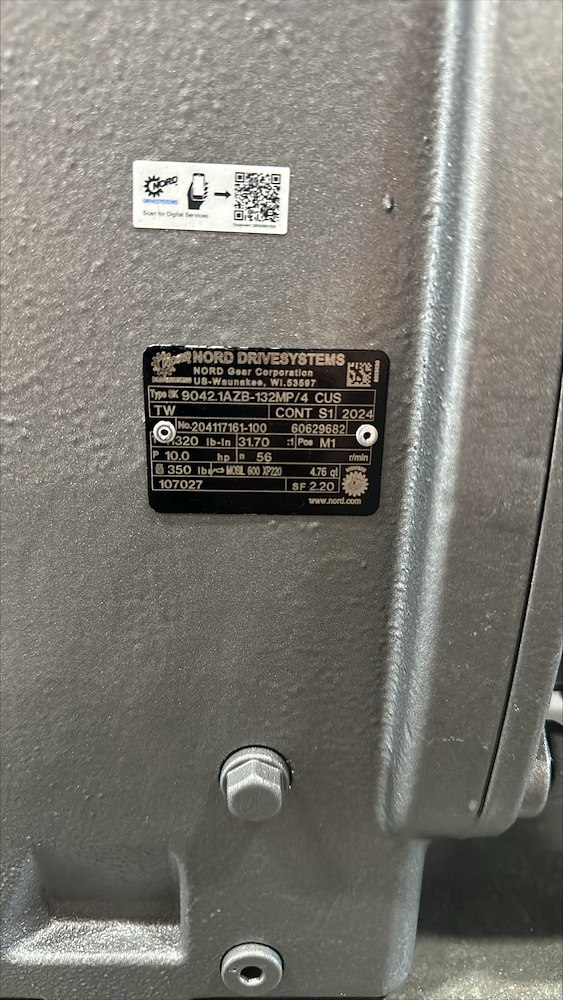 NORD
DRIVESYSTEMS
Scan for Digital Services
NORD DRIVESYSTEMS
NORD Gear Corporation
US-Waunakee, WI.53597
Type SK 9042.1AZB-132MP/4 CUS
TW CONT S1 2024
No. 204117161-100 60629682
320 lb-in 31.70 :1 Pos M1
P 10.0 hp n 56 r/min
350 lbs MOBIL 600 XP220 4.76 qt
107027 SF 2.20
www.nord.com